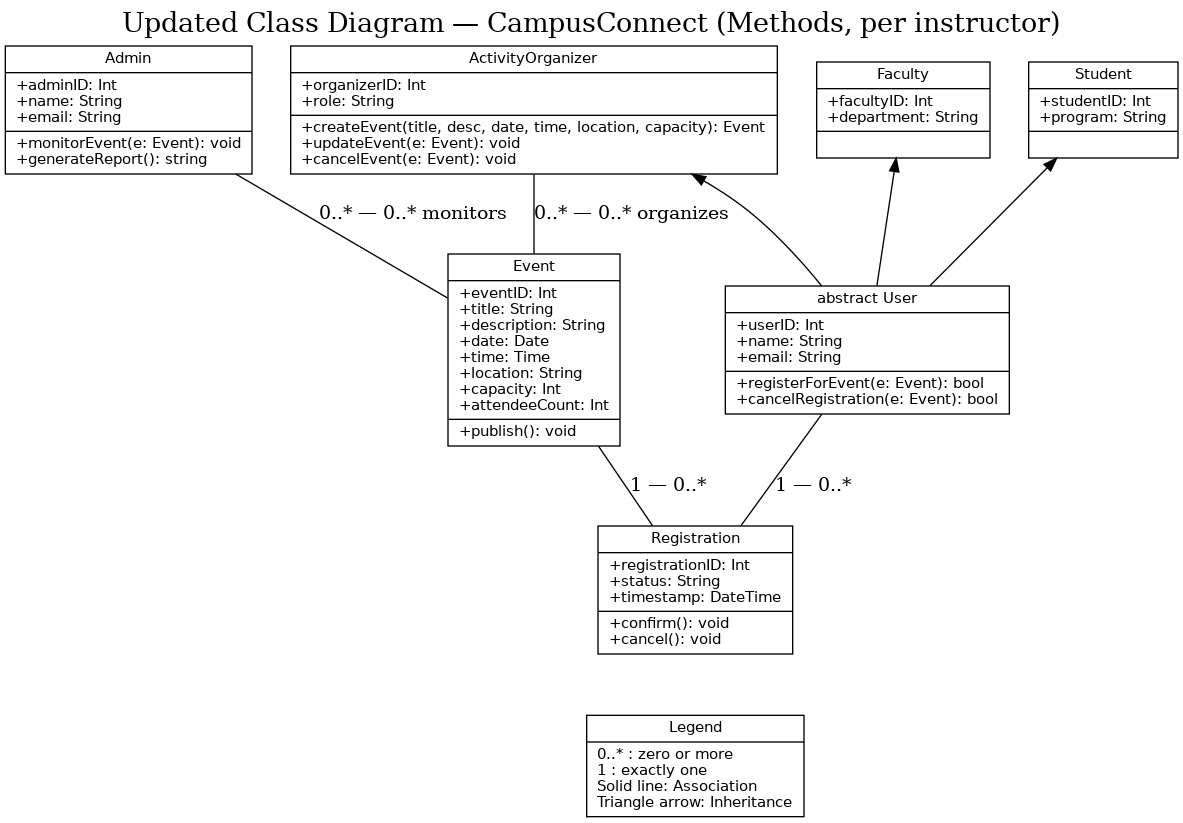 Updated Class Diagram — CampusConnect (Methods, per instructor)
Admin
+adminID: Int
+name: String
+email: String
+monitorEvent(e: Event): void
+generateReport(): string
ActivityOrganizer
+organizerID: Int
+role: String
+createEvent(title, desc, date, time, location, capacity): Event
+updateEvent(e: Event): void
+cancelEvent(e: Event): void
Faculty
+facultyID: Int
+department: String
Student
+studentID: Int
+program: String
0..* — 0..* monitors
0..* — 0..* organizes
Event
+eventID: Int
+title: String
+description: String
+date: Date
+time: Time
+location: String
+capacity: Int
+attendeeCount: Int
+publish(): void
abstract User
+userID: Int
+name: String
+email: String
+registerForEvent(e: Event): bool
+cancelRegistration(e: Event): bool
1 — 0..*
1 — 0..*
Registration
+registrationID: Int
+status: String
+timestamp: DateTime
+confirm(): void
+cancel(): void
Legend
0..* : zero or more
1 : exactly one
Solid line: Association
Triangle arrow: Inheritance